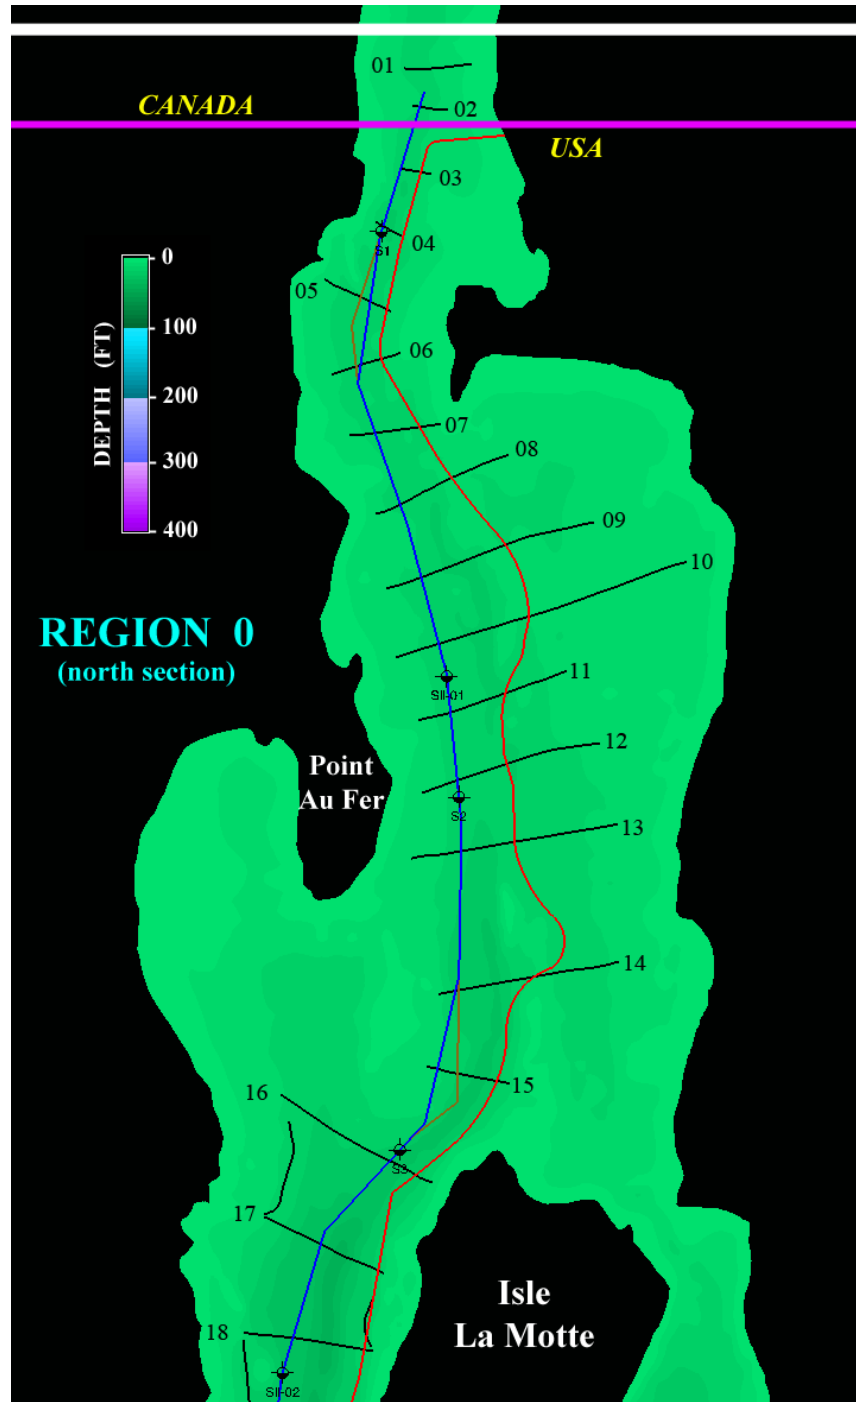 01
CANADA
02
USA
03
04
S1
05
0
100
200
300
400
DEPTH (FT)
06
07
08
09
10
REGION 0
(north section)
SII-01
11
12
Point
Au Fer
S2
13
14
15
16
S3
17
Isle
La Motte
18
SII-02